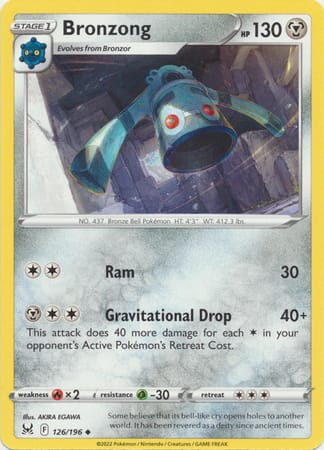 STAGE 1
Bronzong
HP 130
Evolves from Bronzor
NO. 437 Bronze Bell Pokémon HT: 4'3" WT: 412.3 lbs.
Ram 30
Gravitational Drop 40+
This attack does 40 more damage for each in your
opponent's Active Pokémon's Retreat Cost.
weakness ×2 resistance -30 retreat
Illus. AKIRA EGAWA
F 126/196
Some believe that its bell-like cry opens holes to another
world. It has been revered as a deity since ancient times.
©2022 Pokémon / Nintendo / Creatures / GAME FREAK